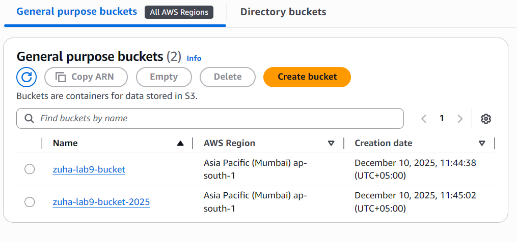 General purpose buckets All AWS Regions Directory buckets
General purpose buckets (2) Info
Copy ARN Empty Delete Create bucket
Buckets are containers for data stored in S3.
Find buckets by name 1
Name AWS Region Creation date
zuha-lab9-bucket Asia Pacific (Mumbai) ap-south-1 December 10, 2025, 11:44:38 (UTC+05:00)
zuha-lab9-bucket-2025 Asia Pacific (Mumbai) ap-south-1 December 10, 2025, 11:45:02 (UTC+05:00)